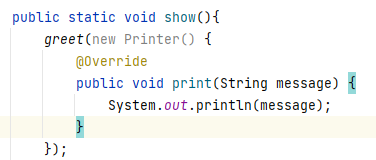 public static void show(){
greet(new Printer() {
@Override
public void print(String message) {
System.out.println(message);
}
});